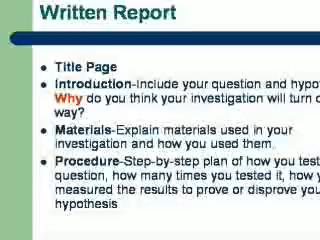 Written Report
Title Page
Introduction-Include your question and hypo
Why do you think your investigation will turn o
way?
Materials-Explain materials used in your
investigation and how you used them.
Procedure-Step-by-step plan of how you test
question, how many times you tested it, how y
measured the results to prove or disprove you
hypothesis